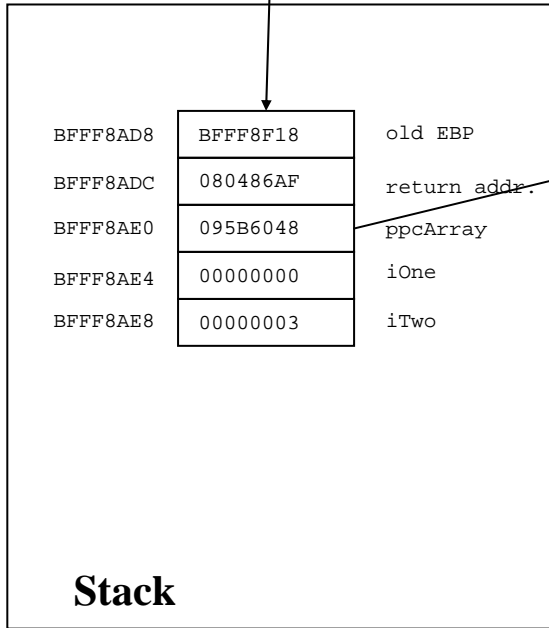 BFFF8AD8 BFFF8F18 old EBP
BFFF8ADC 080486AF return addr.
BFFF8AE0 095B6048 ppcArray
BFFF8AE4 00000000 iOne
BFFF8AE8 00000003 iTwo
Stack